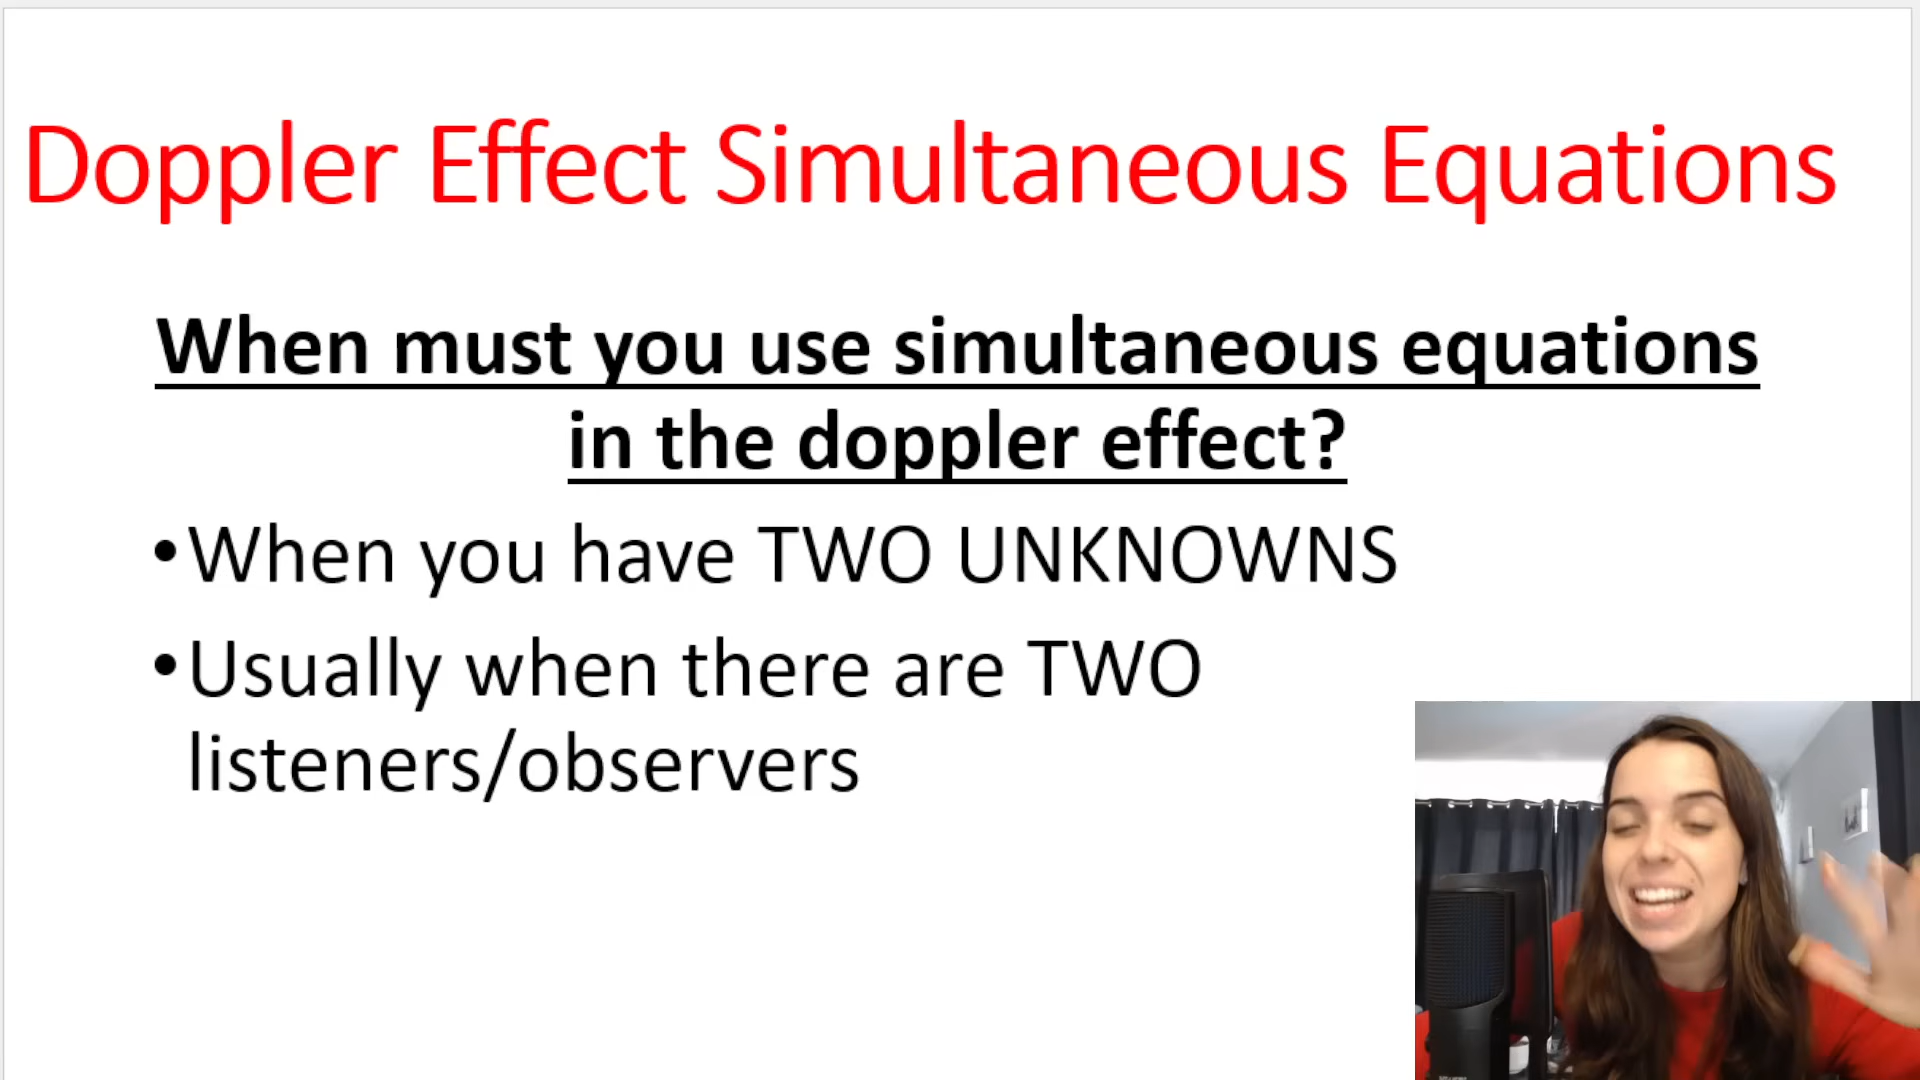 Doppler Effect Simultaneous Equations
When must you use simultaneous equations
in the doppler effect?
•When you have TWO UNKNOWNS
•Usually when there are TWO
listeners/observers